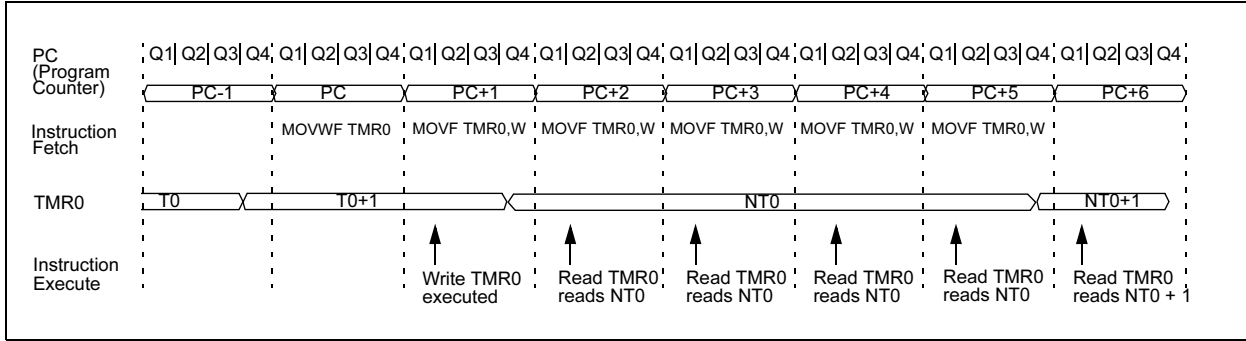 PC
(Program
Counter)
Q1 Q2 Q3 Q4 Q1 Q2 Q3 Q4 Q1 Q2 Q3 Q4 Q1 Q2 Q3 Q4 Q1 Q2 Q3 Q4 Q1 Q2 Q3 Q4 Q1 Q2 Q3 Q4 Q1 Q2 Q3 Q4
PC-1 PC PC+1 PC+2 PC+3 PC+4 PC+5 PC+6
Instruction
Fetch
MOVWF TMR0 MOVF TMR0,W MOVF TMR0,W MOVF TMR0,W MOVF TMR0,W MOVF TMR0,W
TMR0
T0 T0+1 NT0 NT0+1
Instruction
Execute
Write TMR0
executed
Read TMR0
reads NT0
Read TMR0
reads NT0
Read TMR0
reads NT0
Read TMR0
reads NT0
Read TMR0
reads NT0 + 1